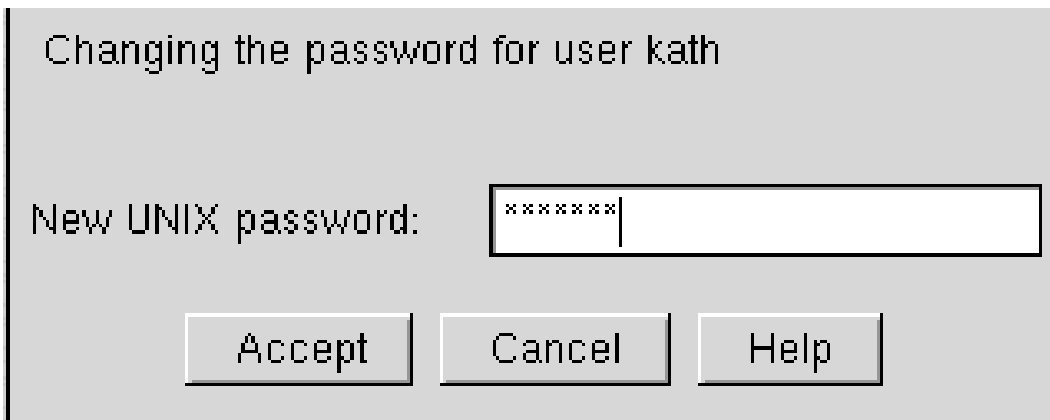 Changing the password for user kath
New UNIX password: *******
Accept Cancel Help